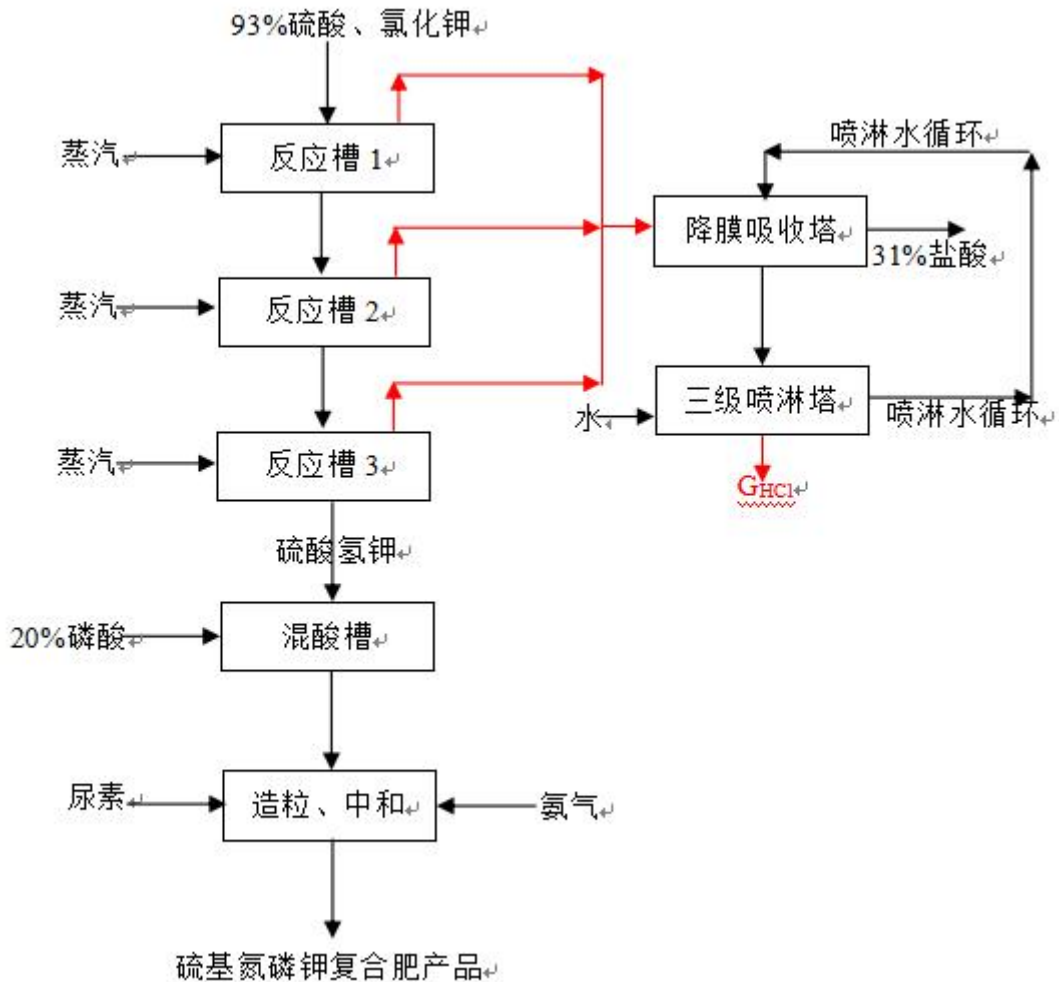 93%硫酸、氯化钾↵
蒸汽↵
反应槽 1↵
喷淋水循环↵
降膜吸收塔↵
31%盐酸↵
蒸汽↵
反应槽 2↵
水↵
三级喷淋塔↵
喷淋水循环↵
蒸汽↵
反应槽 3↵
GHCl↵
硫酸氢钾↵
20%磷酸↵
混酸槽↵
尿素↵
造粒、中和↵
氨气↵
硫基氮磷钾复合肥产品↵